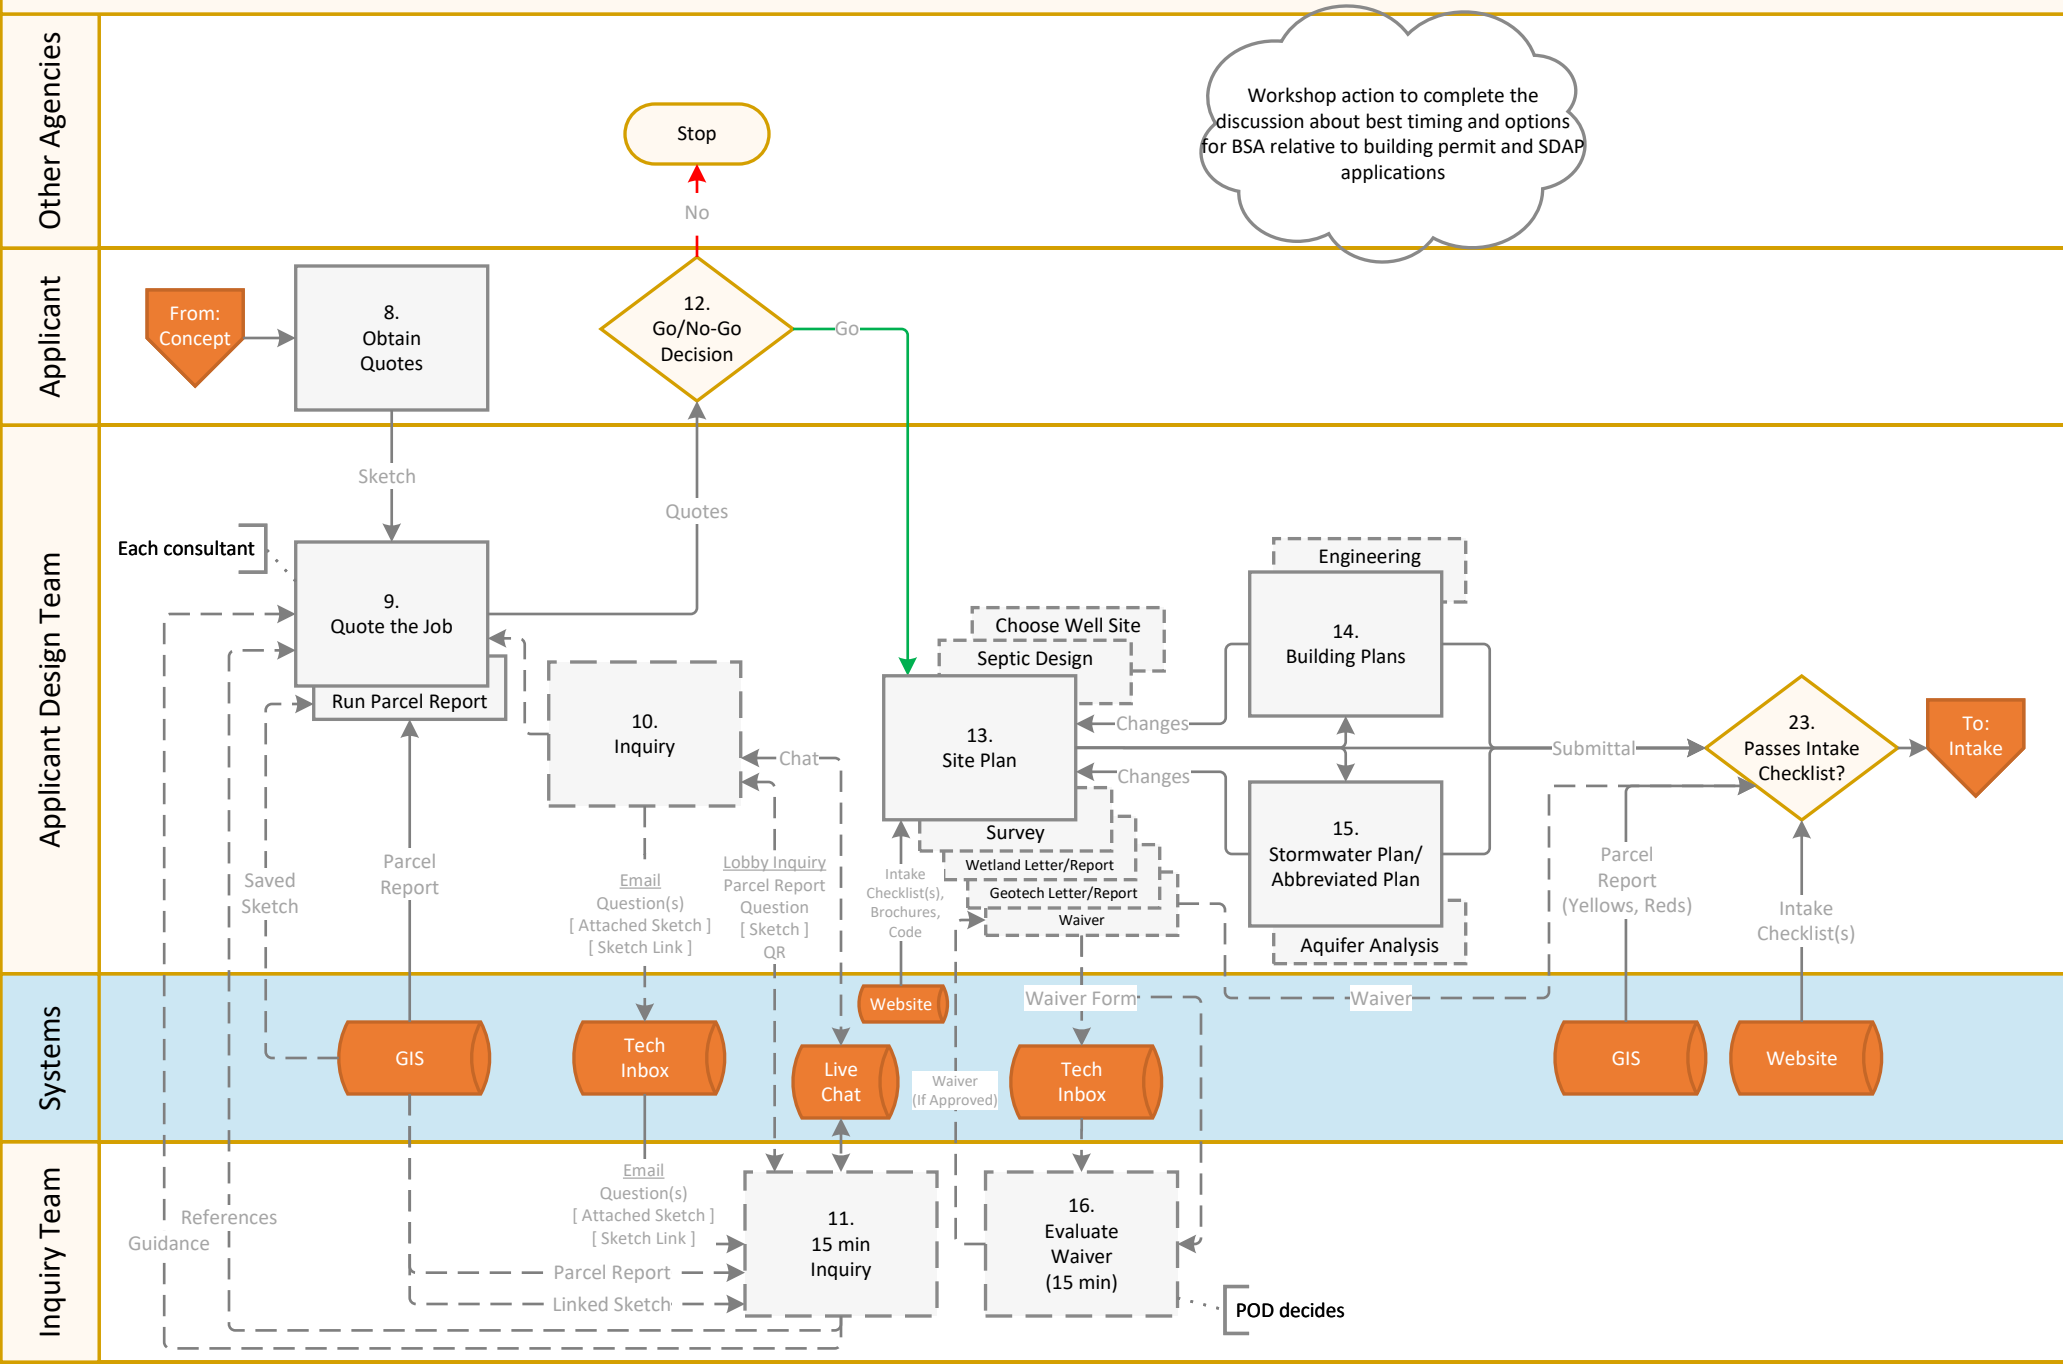 Other Agencies
Stop
No
Workshop action to complete the
discussion about best timing and options
for BSA relative to building permit and SDAP
applications
Applicant
From:
Concept
8.
Obtain
Quotes
12.
Go/No-Go
Decision
Go
Applicant Design Team
Sketch
Quotes
Each consultant
9.
Quote the Job
Run Parcel Report
10.
Inquiry
Chat
Choose Well Site
Septic Design
13.
Site Plan
Survey
Wetland Letter/Report
Geotech Letter/Report
Waiver
Engineering
14.
Building Plans
Changes
Changes
15.
Stormwater Plan/
Abbreviated Plan
Aquifer Analysis
Submittal
23.
Passes Intake
Checklist?
To:
Intake
Saved
Sketch
Parcel
Report
Email
Question(s)
[ Attached Sketch ]
[ Sketch Link ]
Lobby Inquiry
Parcel Report
Question
[ Sketch ]
QR
Intake
Checklist(s),
Brochures,
Code
Parcel
Report
(Yellows, Reds)
Intake
Checklist(s)
Systems
GIS
Tech
Inbox
Live
Chat
Website
Waiver Form
Waiver
(If Approved)
Tech
Inbox
Waiver
GIS
Website
Inquiry Team
References
Guidance
Email
Question(s)
[ Attached Sketch ]
[ Sketch Link ]
Parcel Report
Linked Sketch
11.
15 min
Inquiry
16.
Evaluate
Waiver
(15 min)
POD decides